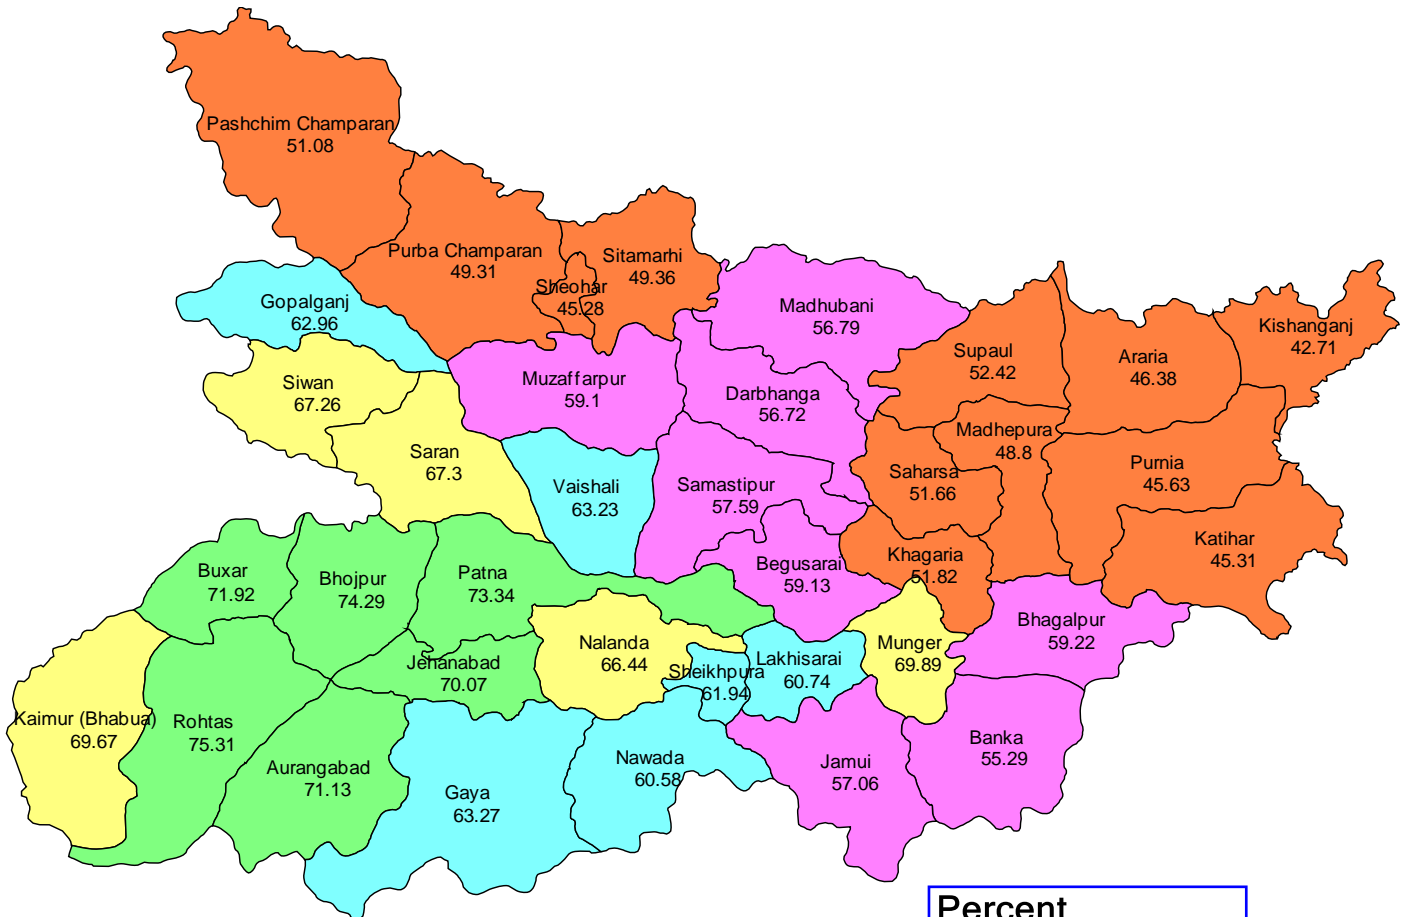 Pashchim Champaran
51.08
Purba Champaran
49.31
Sheohar
45.28
Sitamarhi
49.36
Gopalganj
62.96
Madhubani
56.79
Kishanganj
42.71
Supaul
52.42
Araria
46.38
Siwan
67.26
Muzaffarpur
59.1
Darbhanga
56.72
Madhepura
48.8
Saran
67.3
Saharsa
51.66
Purnia
45.63
Vaishali
63.23
Samastipur
57.59
Katihar
45.31
Khagaria
51.82
Begusarai
59.13
Buxar
71.92
Bhojpur
74.29
Patna
73.34
Bhagalpur
59.22
Nalanda
66.44
Munger
69.89
Jehanabad
70.07
Sheikhpura
61.94
Lakhisarai
60.74
Kaimur (Bhabua)
69.67
Rohtas
75.31
Banka
55.29
Aurangabad
71.13
Nawada
60.58
Jamui
57.06
Gaya
63.27
Percent